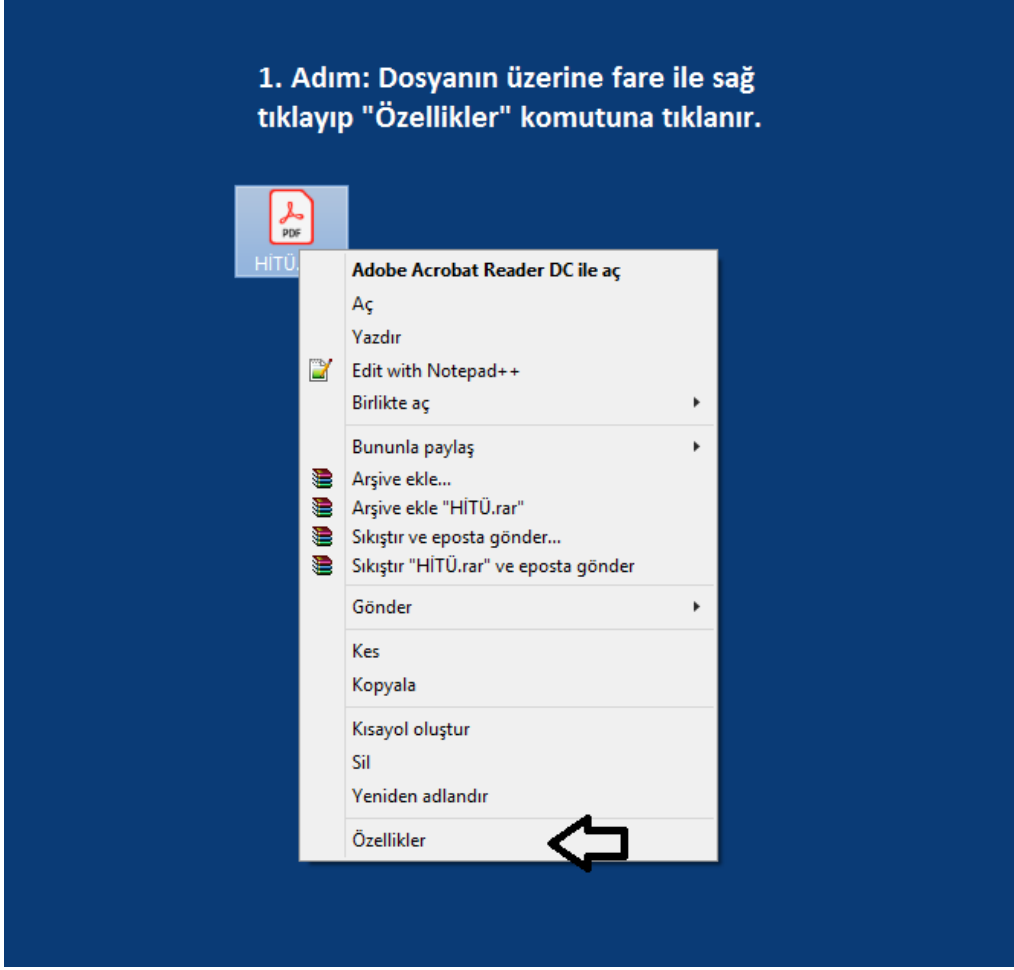 1. Adım: Dosyanın üzerine fare ile sağ
tıklayıp "Özellikler" komutuna tıklanır.
PDF
HİTÜ.
Adobe Acrobat Reader DC ile aç
Aç
Yazdır
Edit with Notepad++
Birlikte aç
Bununla paylaş
Arşive ekle...
Arşive ekle "HİTÜ.rar"
Sıkıştır ve eposta gönder...
Sıkıştır "HİTÜ.rar" ve eposta gönder
Gönder
Kes
Kopyala
Kısayol oluştur
Sil
Yeniden adlandır
Özellikler